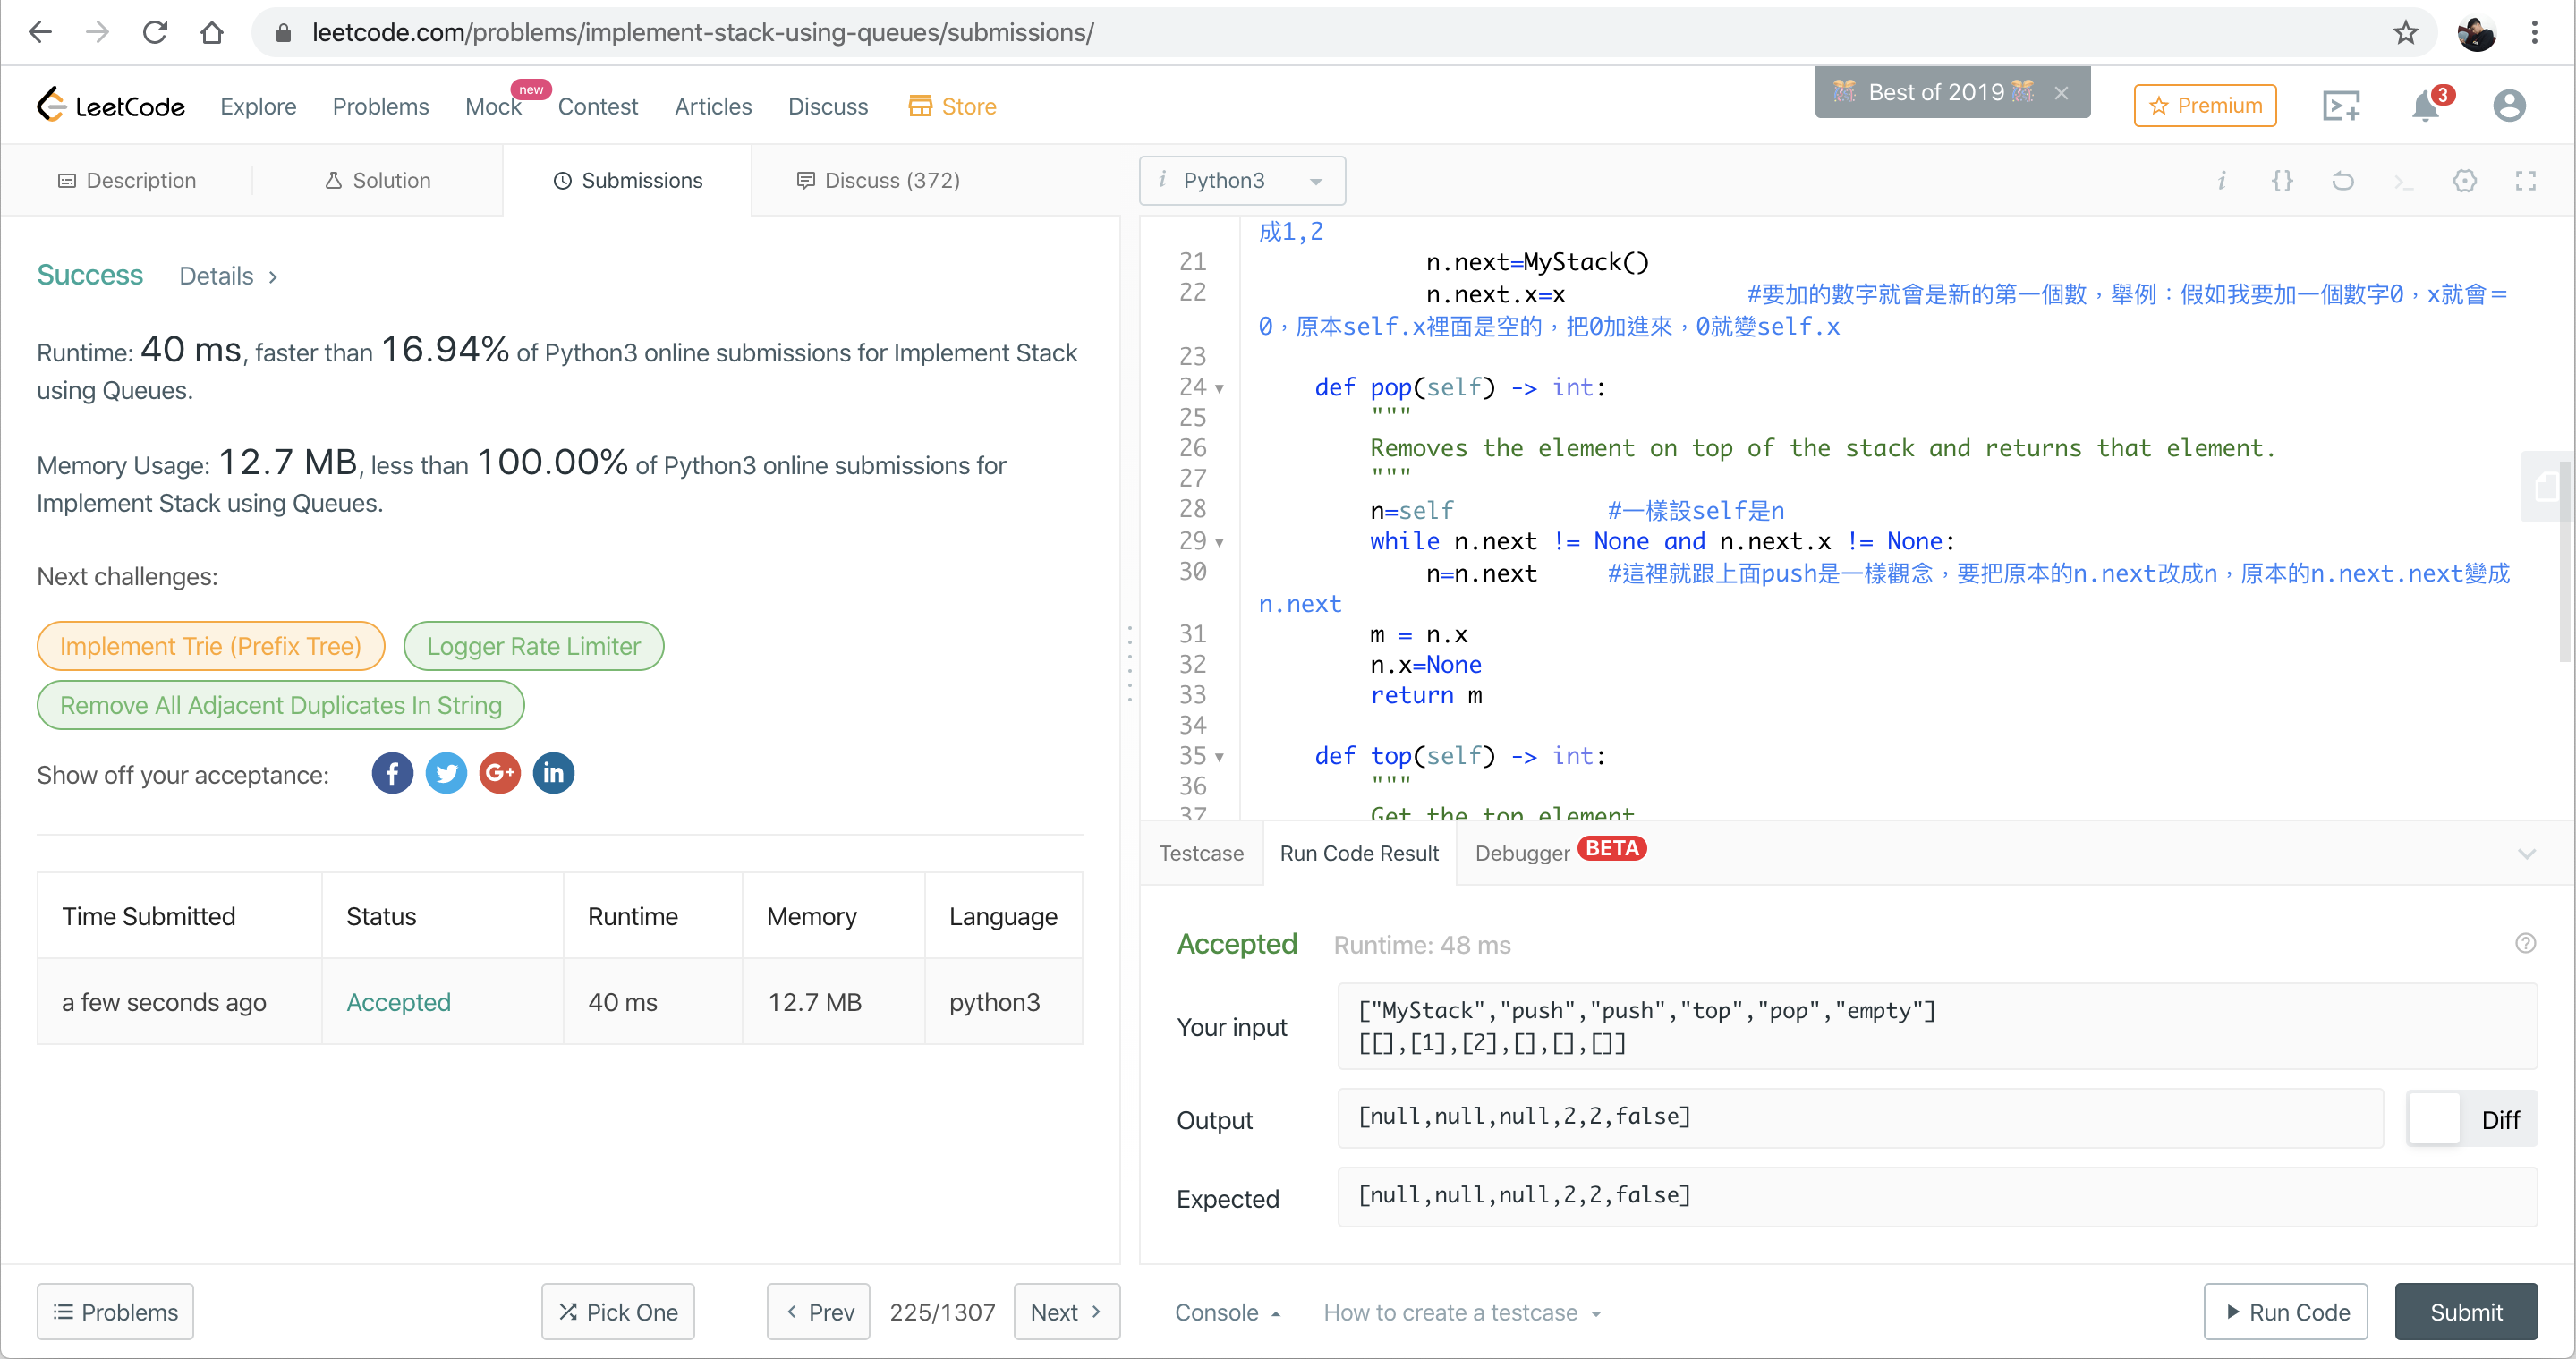 leetcode.com/problems/implement-stack-using-queues/submissions/
LeetCode
Explore
Problems
Mock
new
Contest
Articles
Discuss
Store
Best of 2019
Premium
3
Description
Solution
Submissions
Discuss (372)
i Python3
i
{}
Success
Details
Runtime: 40 ms, faster than 16.94% of Python3 online submissions for Implement Stack
using Queues.
Memory Usage: 12.7 MB, less than 100.00% of Python3 online submissions for
Implement Stack using Queues.
Next challenges:
Implement Trie (Prefix Tree)
Logger Rate Limiter
Remove All Adjacent Duplicates In String
Show off your acceptance:
f
G+
in
Time Submitted Status Runtime Memory Language
a few seconds ago Accepted 40 ms 12.7 MB python3
成1,2
21 n.next=MyStack()
22 n.next.x=x #要加的數字就會是新的第一個數，舉例：假如我要加一個數字0，x就會＝
0，原本self.x裡面是空的，把0加進來，0就變self.x
23
24 def pop(self) -> int:
25 """
26 Removes the element on top of the stack and returns that element.
27 """
28 n=self #一樣設self是n
29 while n.next != None and n.next.x != None:
30 n=n.next #這裡就跟上面push是一樣觀念，要把原本的n.next改成n，原本的n.next.next變成
n.next
31 m = n.x
32 n.x=None
33 return m
34
35 def top(self) -> int:
36 """
37 Get the top element
Testcase
Run Code Result
Debugger BETA
Accepted
Runtime: 48 ms
Your input
["MyStack","push","push","top","pop","empty"]
[[],[1],[2],[],[],[]]
Output
[null,null,null,2,2,false]
Diff
Expected
[null,null,null,2,2,false]
Problems
Pick One
Prev
225/1307
Next
Console
How to create a testcase
Run Code
Submit